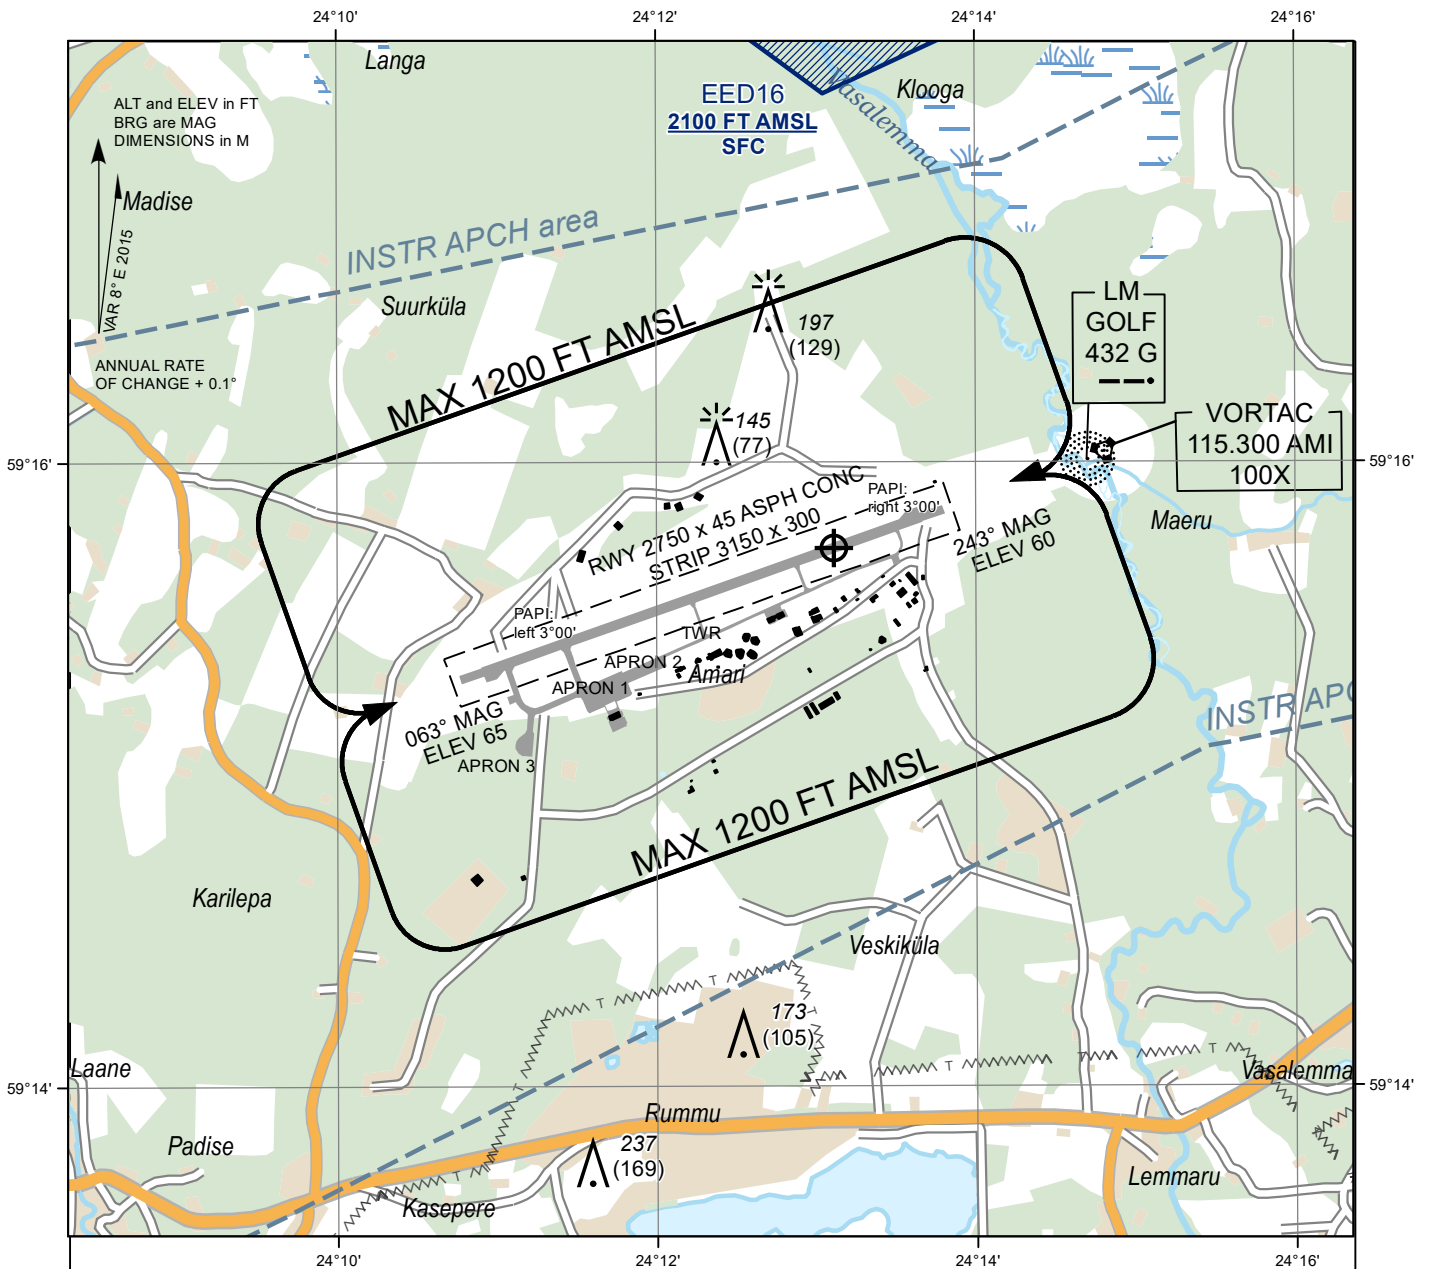 24°10'
24°12'
24°14'
24°16'
Langa
ALT and ELEV in FT
BRG are MAG
DIMENSIONS in M
EED16
2100 FT AMSL
SFC
Vasalemma
Klooga
Madise
VAR 8° E 2015
INSTR APCH area
Suurküla
ANNUAL RATE
OF CHANGE + 0.1°
MAX 1200 FT AMSL
197
(129)
LM
GOLF
432 G
145
(77)
VORTAC
115.300 AMI
100X
59°16'
59°16'
RWY 2750 x 45 ASPH CONC
STRIP 3150 x 300
PAPI:
right 3°00'
243° MAG
ELEV 60
Maeru
PAPI:
left 3°00'
TWR
APRON 2
Ämari
APRON 1
063° MAG
ELEV 65
APRON 3
INSTR APC
MAX 1200 FT AMSL
Karilepa
Veskiküla
173
(105)
Laane
Vasalemma
59°14'
59°14'
T
T
T
T
T
T
T
T
T
Rummu
237
(169)
Padise
Lemmaru
Kasepere
24°10'
24°12'
24°14'
24°16'